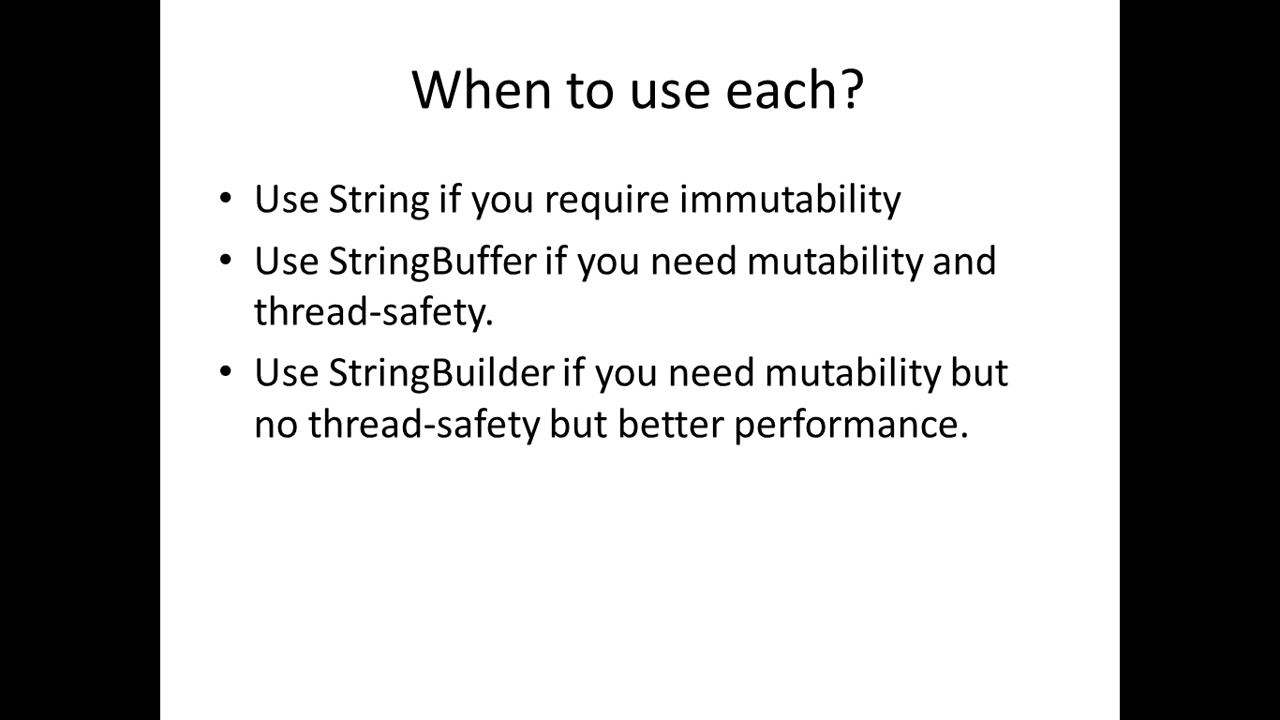 When to use each?
• Use String if you require immutability
• Use StringBuffer if you need mutability and
thread-safety.
• Use StringBuilder if you need mutability but
no thread-safety but better performance.